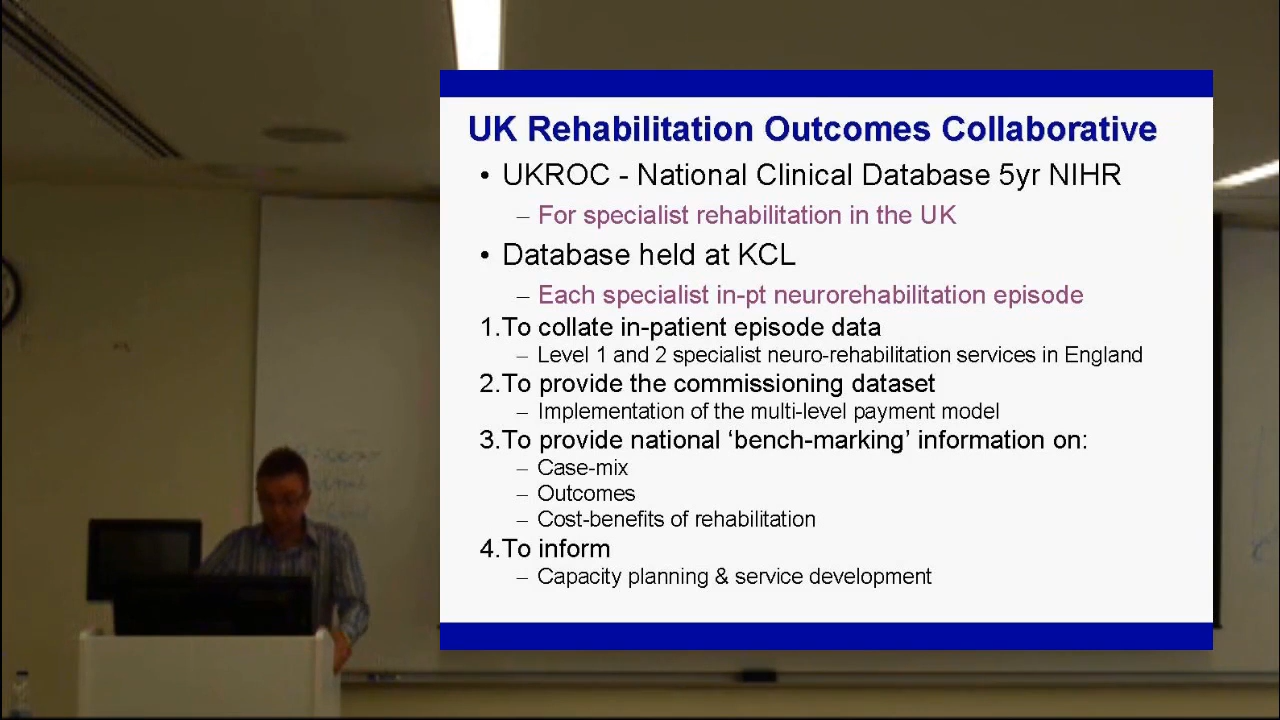 UK Rehabilitation Outcomes Collaborative
• UKROC - National Clinical Database 5yr NIHR
– For specialist rehabilitation in the UK
• Database held at KCL
– Each specialist in-pt neurorehabilitation episode
1.To collate in-patient episode data
– Level 1 and 2 specialist neuro-rehabilitation services in England
2.To provide the commissioning dataset
– Implementation of the multi-level payment model
3.To provide national ‘bench-marking’ information on:
– Case-mix
– Outcomes
– Cost-benefits of rehabilitation
4.To inform
– Capacity planning & service development